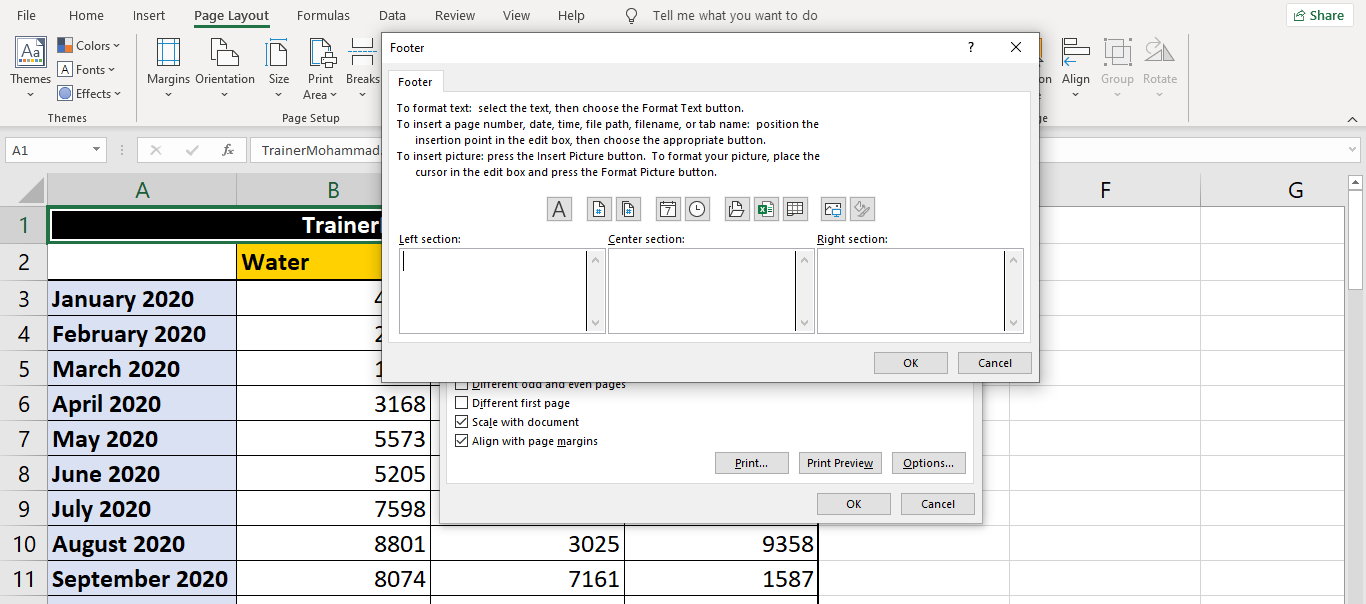 File Home Insert Page Layout Formulas Data Review View Help Tell me what you want to do Share
Aa Colors
A Fonts
Effects
Themes Margins Orientation Size Print Area Breaks Align Group Rotate
Themes Page Setup
A1 fx TrainerMohammad.
Footer ? ×
Footer
To format text: select the text, then choose the Format Text button.
To insert a page number, date, time, file path, filename, or tab name: position the
insertion point in the edit box, then choose the appropriate button.
To insert picture: press the Insert Picture button. To format your picture, place the
cursor in the edit box and press the Format Picture button.
A # # 7
Left section: Center section: Right section:
OK Cancel
Different odd and even pages
Different first page
Scale with document
Align with page margins
Print... Print Preview Options...
OK Cancel
A B F G
1
2 Water
3 January 2020
4 February 2020
5 March 2020
6 April 2020 3168
7 May 2020 5573
8 June 2020 5205
9 July 2020 7598
10 August 2020 8801 3025 9358
11 September 2020 8074 7161 1587